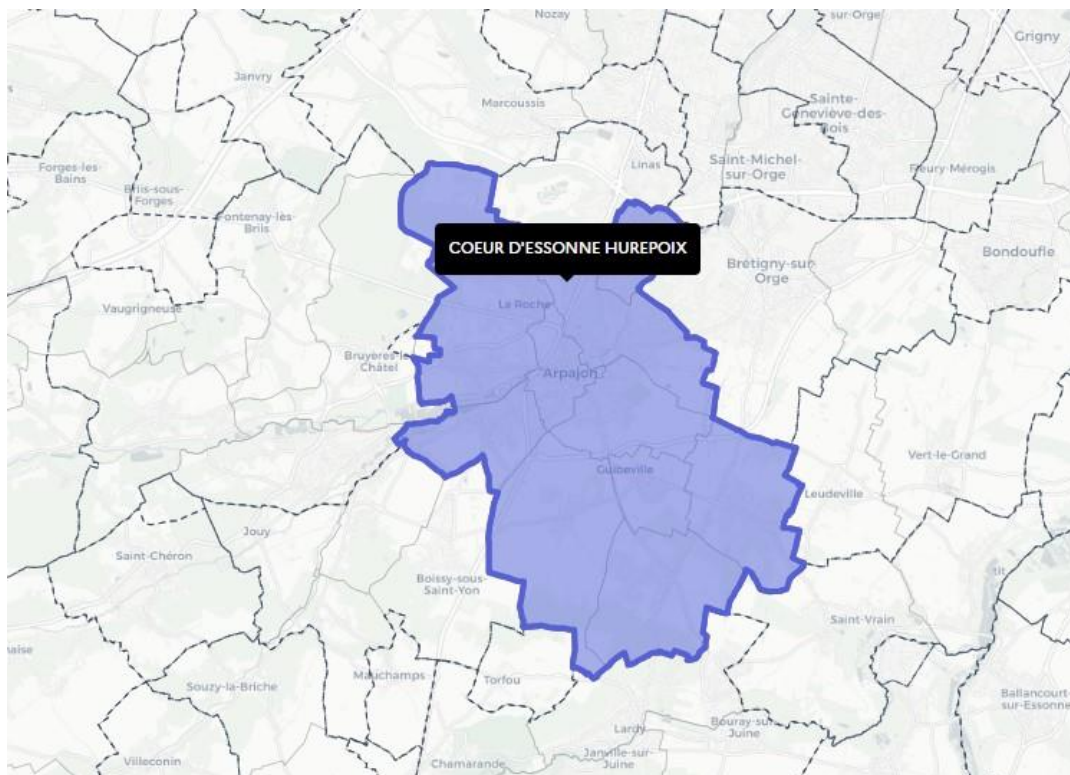 Nozay
sur-Orge
Grigny
Janvry
Marcoussis
Sainte-
Geneviève-des-
Bois
Forges-les-
Bains
Briis-sous-
Forges
Linas
Saint-Michel-
sur-Orge
Fleury-Mérogis
Fontenay-lès-
Briis
COEUR D'ESSONNE HUREPOIX
Brétigny-sur-
Orge
Bondoufle
Vaugrigneuse
La Roche
Bruyères-le-
Châtel
Arpajon
Guibeville
Vert-le-Grand
Leudeville
Saint-Chéron
Jouy
Boissy-sous-
Saint-Yon
tit
Saint-Vrain
naise
Souzy-la-Briche
Mauchamps
Torfou
Ballancourt-
sur-Essonne
Lardy
Bouray-sur-
Juine
Villeconin
Chamarande
Janville-sur-
Juine